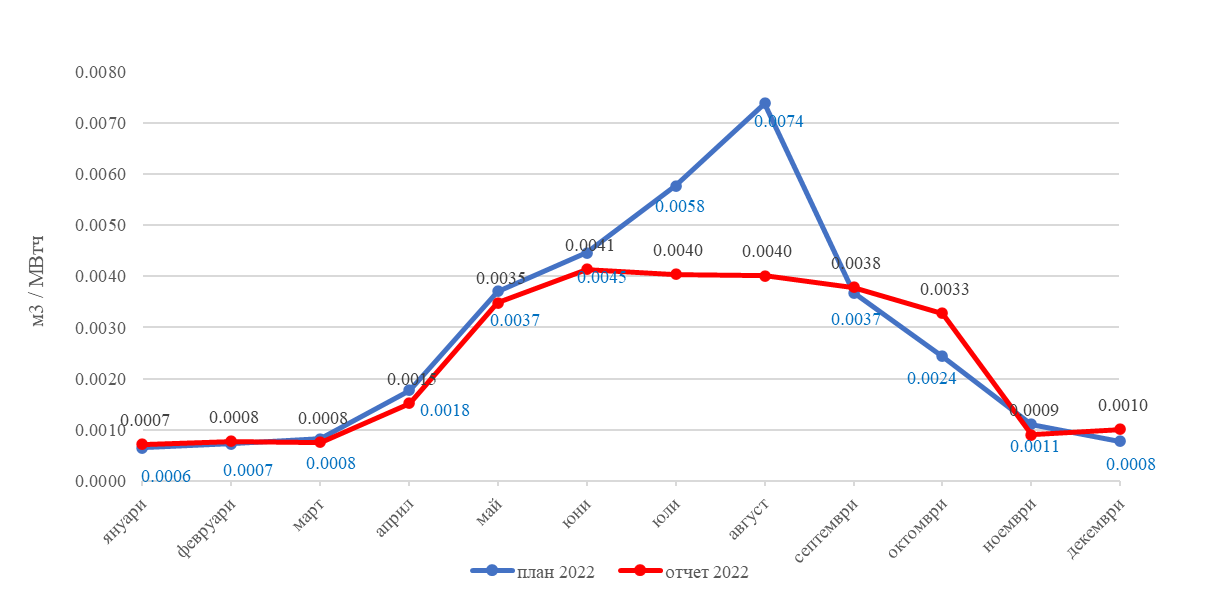 0.0080
0.0070
0.0060
0.0050
0.0040
0.0030
0.0020
0.0010
0.0000
м3 / МВтч
0.0007
0.0008
0.0008
0.0015
0.0035
0.0041
0.0040
0.0040
0.0038
0.0033
0.0009
0.0010
0.0006
0.0007
0.0008
0.0018
0.0037
0.0045
0.0058
0.0074
0.0037
0.0024
0.0011
0.0008
януари
февруари
март
април
май
юни
юли
август
септември
октомври
ноември
декември
план 2022
отчет 2022